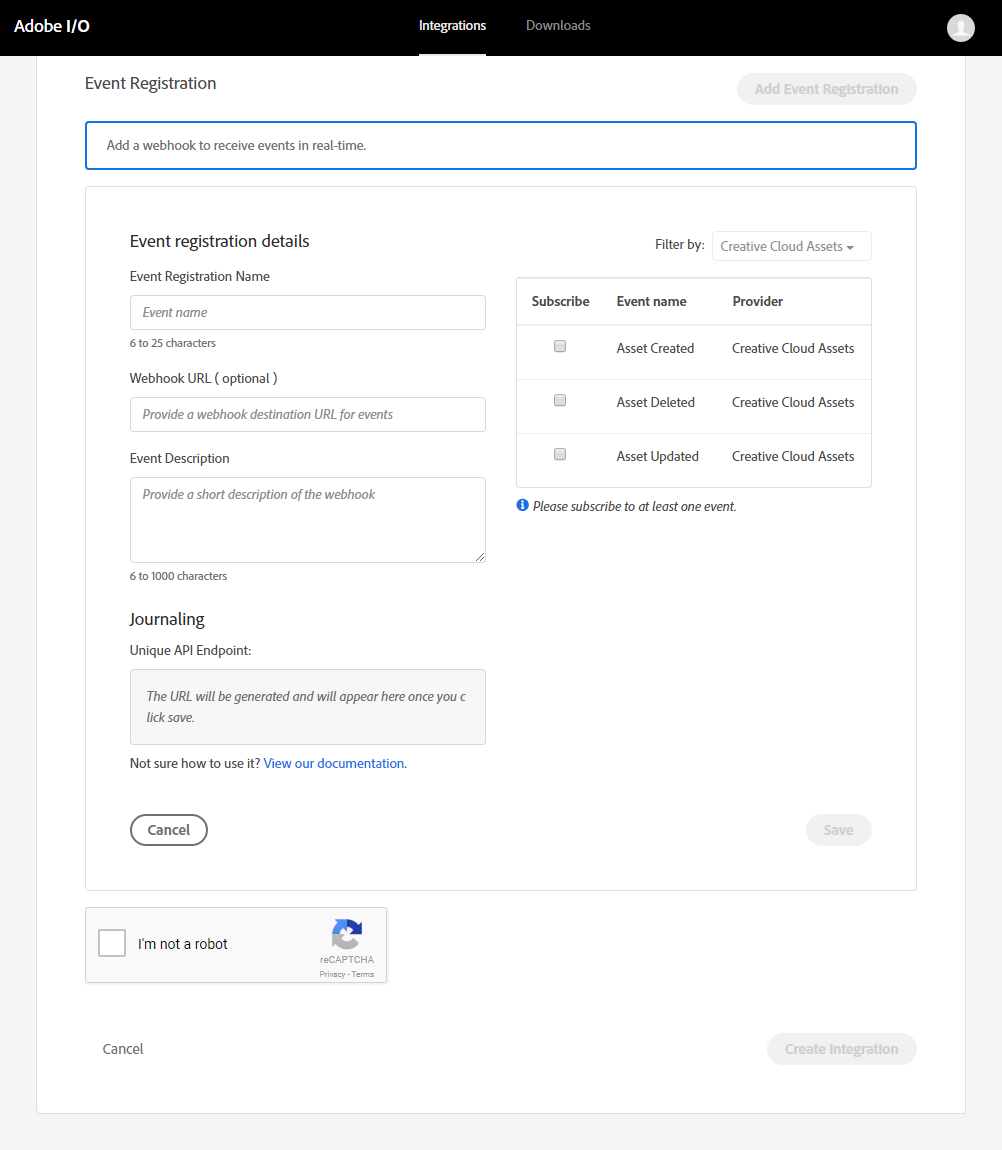 Adobe I/O
Integrations
Downloads
Event Registration
Add Event Registration
Add a webhook to receive events in real-time.
Event registration details
Filter by:
Creative Cloud Assets
Event Registration Name
Event name
6 to 25 characters
Webhook URL ( optional )
Provide a webhook destination URL for events
Event Description
Provide a short description of the webhook
6 to 1000 characters
Subscribe Event name Provider
Asset Created Creative Cloud Assets
Asset Deleted Creative Cloud Assets
Asset Updated Creative Cloud Assets
Please subscribe to at least one event.
Journaling
Unique API Endpoint:
The URL will be generated and will appear here once you c
lick save.
Not sure how to use it? View our documentation.
Cancel
Save
I'm not a robot
reCAPTCHA
Privacy - Terms
Cancel
Create Integration